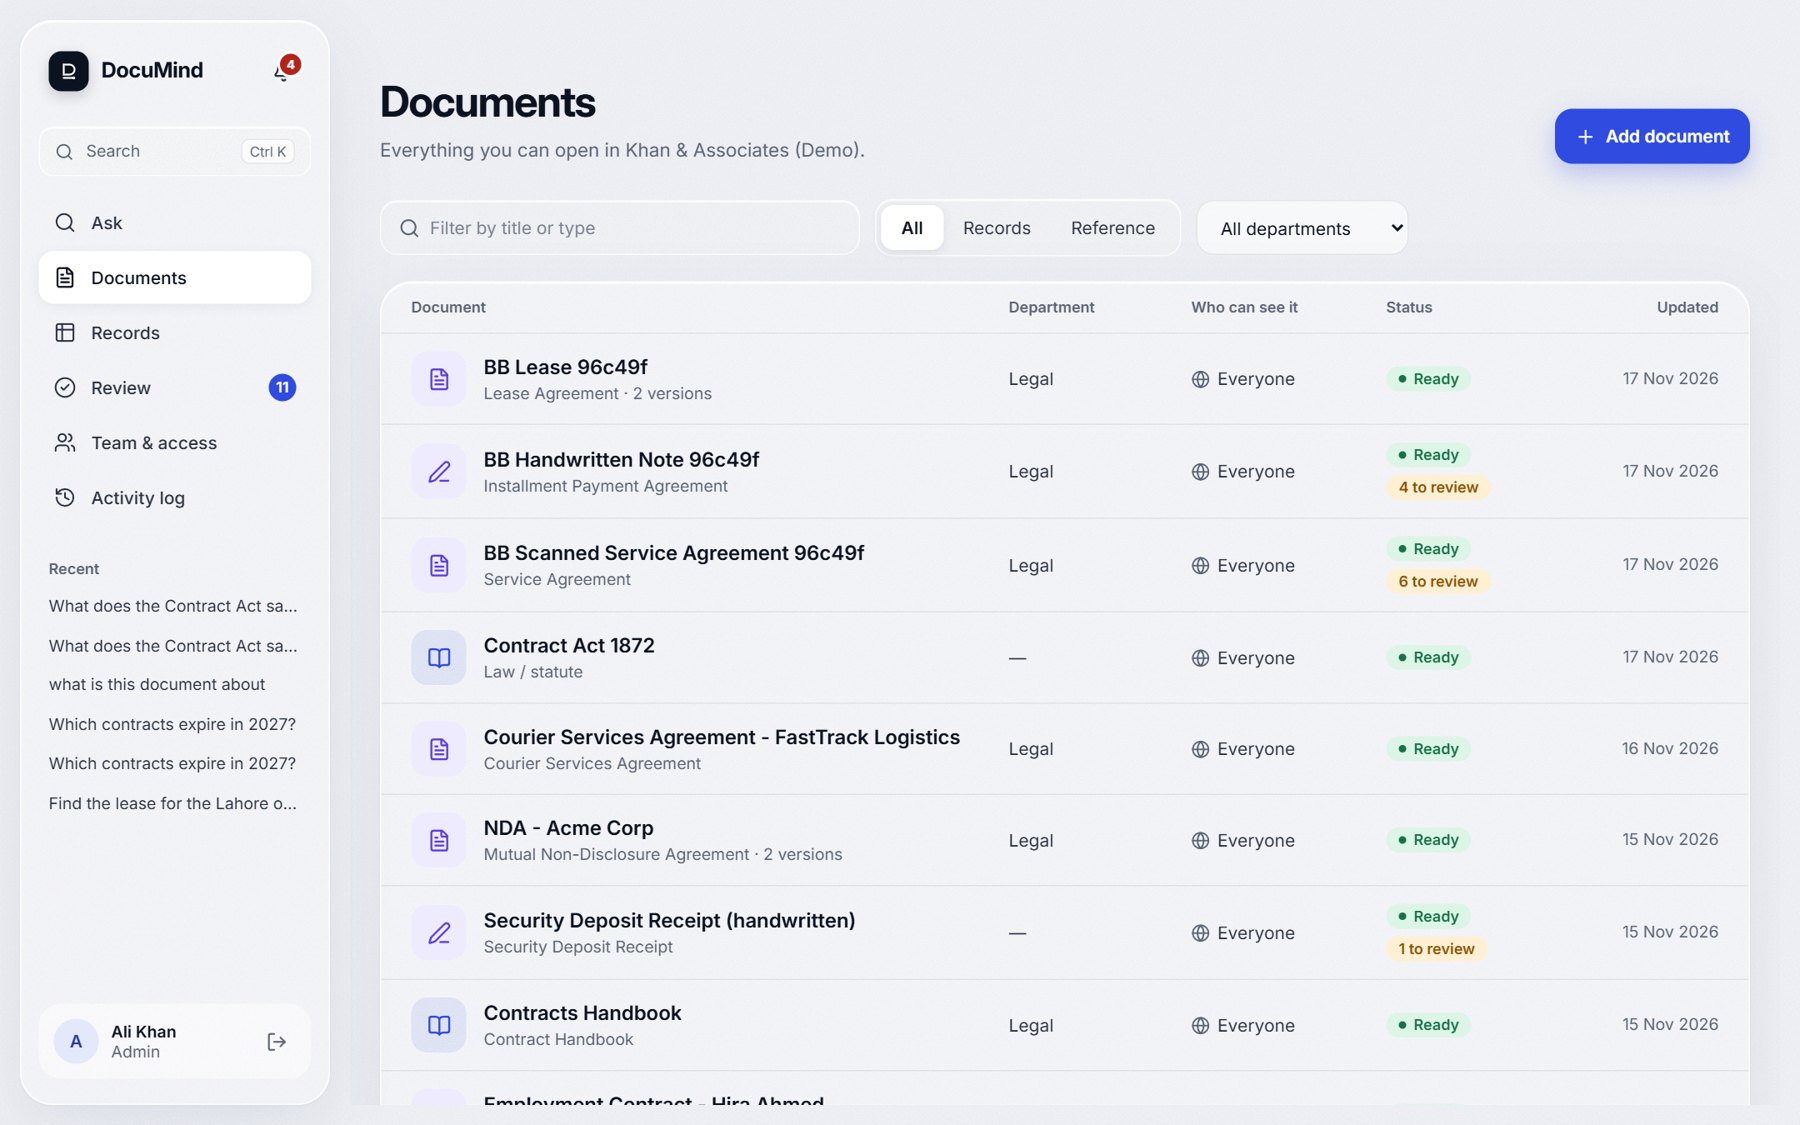 DocuMind
4
Search Ctrl K
Ask
Documents
Records
Review 11
Team & access
Activity log
Recent
What does the Contract Act sa...
What does the Contract Act sa...
what is this document about
Which contracts expire in 2027?
Which contracts expire in 2027?
Find the lease for the Lahore o...
A
Ali Khan
Admin
Documents
Everything you can open in Khan & Associates (Demo).
+ Add document
Filter by title or type
All Records Reference
All departments
Document Department Who can see it Status Updated
BB Lease 96c49f
Lease Agreement · 2 versions
Legal Everyone Ready 17 Nov 2026
BB Handwritten Note 96c49f
Installment Payment Agreement
Legal Everyone Ready 17 Nov 2026
4 to review
BB Scanned Service Agreement 96c49f
Service Agreement
Legal Everyone Ready 17 Nov 2026
6 to review
Contract Act 1872
Law / statute
— Everyone Ready 17 Nov 2026
Courier Services Agreement - FastTrack Logistics
Courier Services Agreement
Legal Everyone Ready 16 Nov 2026
NDA - Acme Corp
Mutual Non-Disclosure Agreement · 2 versions
Legal Everyone Ready 15 Nov 2026
Security Deposit Receipt (handwritten)
Security Deposit Receipt
— Everyone Ready 15 Nov 2026
1 to review
Contracts Handbook
Contract Handbook
Legal Everyone Ready 15 Nov 2026
Employment Contract - Hira Ahmed